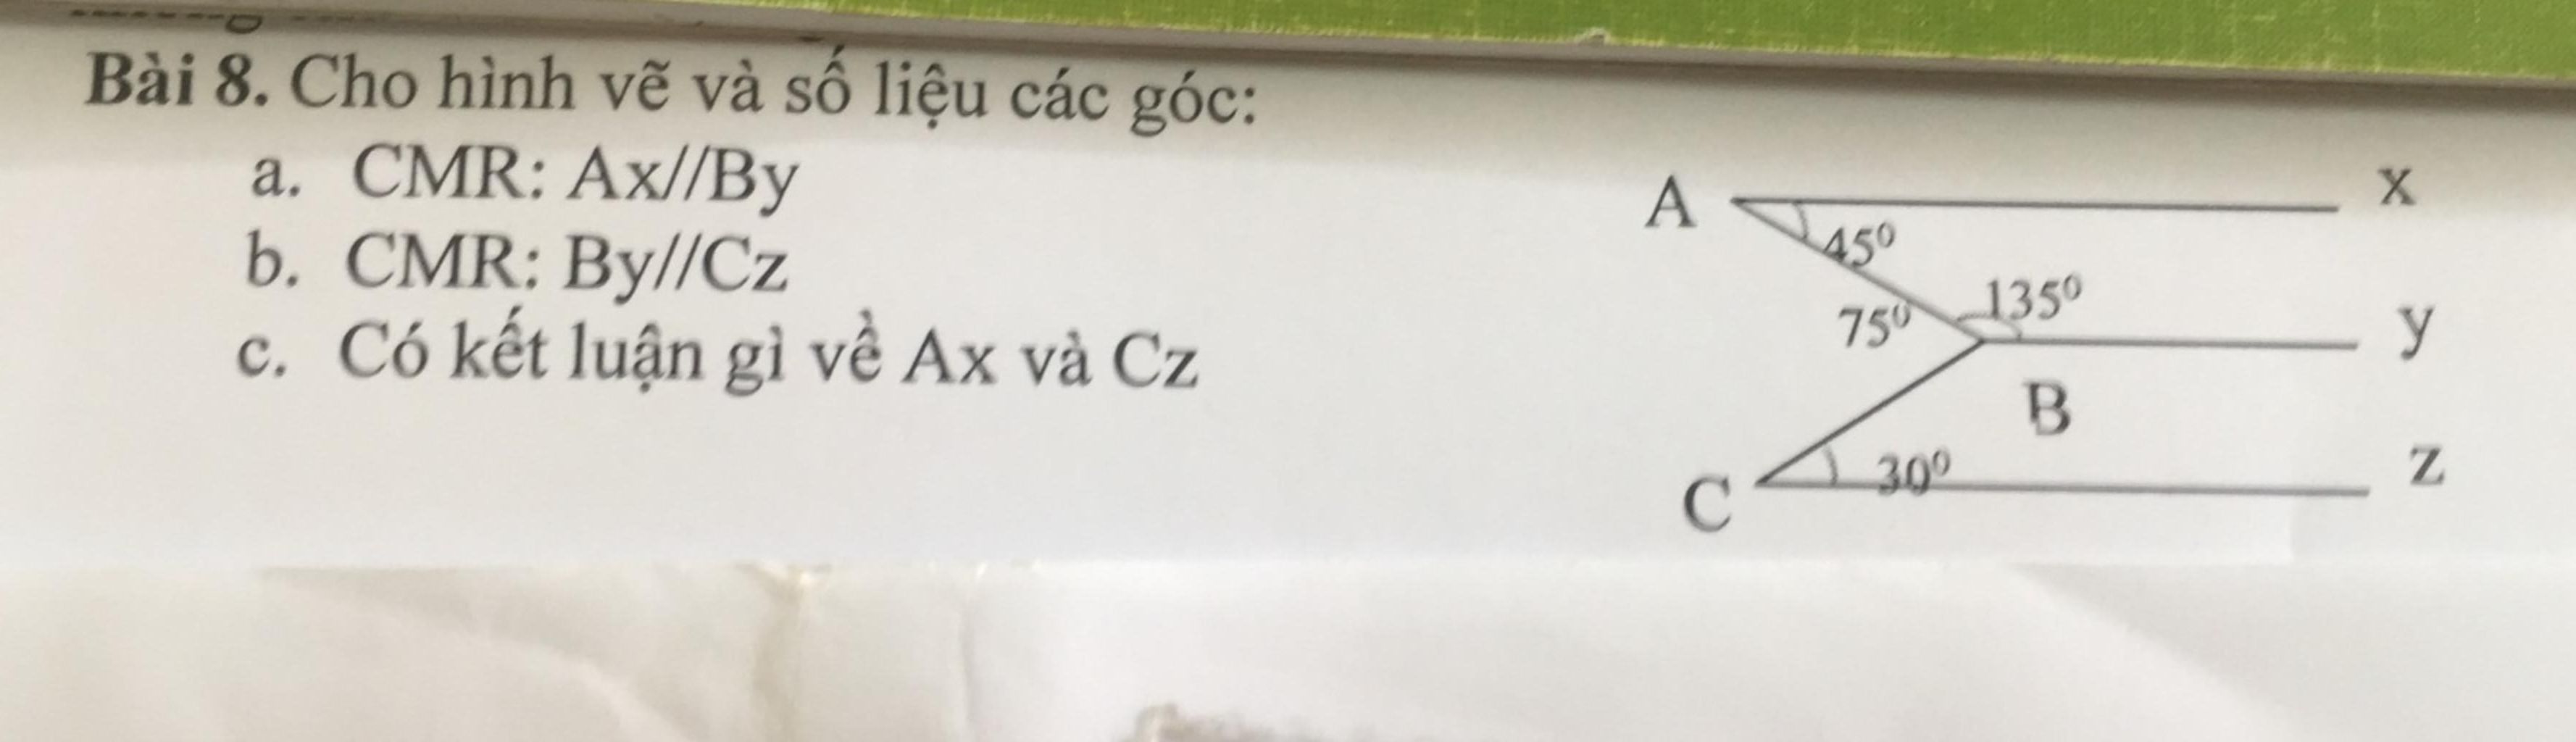 Bài 8. Cho hình vẽ và số liệu các góc:
a. CMR: Ax//By
b. CMR: By//Cz
c. Có kết luận gì về Ax và Cz
A x
45⁰
135⁰
75⁰ y
B
z
C 30⁰